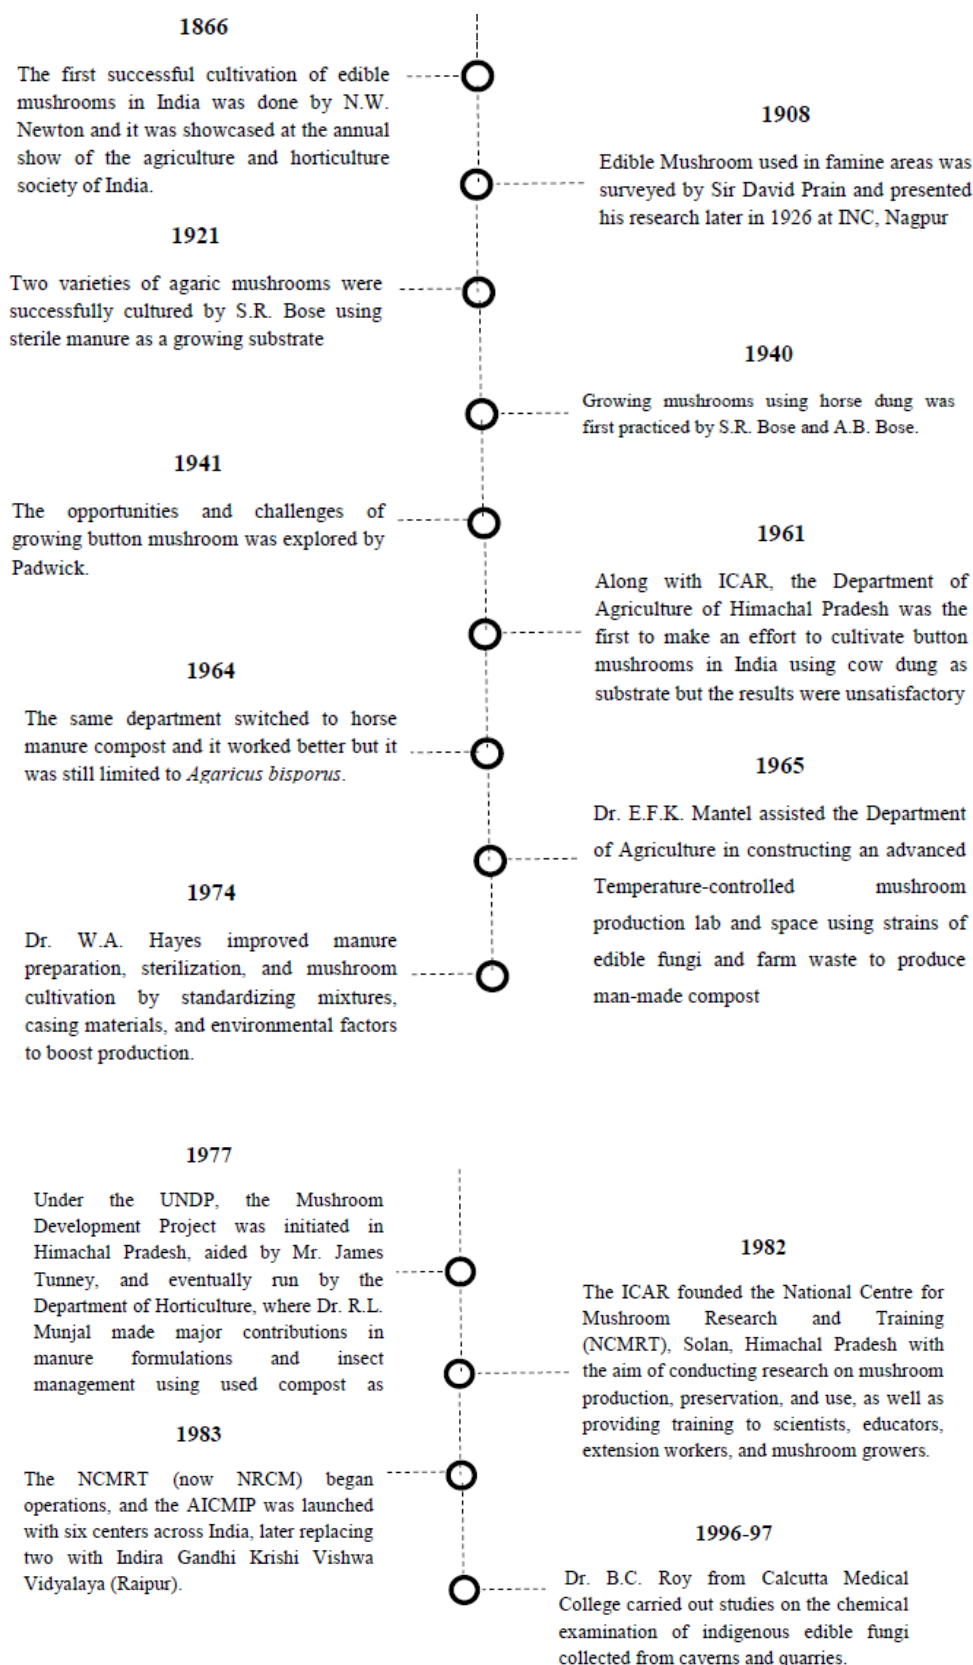 1866
The first successful cultivation of edible
mushrooms in India was done by N.W.
Newton and it was showcased at the annual
show of the agriculture and horticulture
society of India.
1908
Edible Mushroom used in famine areas was
surveyed by Sir David Prain and presented
his research later in 1926 at INC, Nagpur
1921
Two varieties of agaric mushrooms were
successfully cultured by S.R. Bose using
sterile manure as a growing substrate
1940
Growing mushrooms using horse dung was
first practiced by S.R. Bose and A.B. Bose.
1941
The opportunities and challenges of
growing button mushroom was explored by
Padwick.
1961
Along with ICAR, the Department of
Agriculture of Himachal Pradesh was the
first to make an effort to cultivate button
mushrooms in India using cow dung as
substrate but the results were unsatisfactory
1964
The same department switched to horse
manure compost and it worked better but it
was still limited to Agaricus bisporus.
1965
Dr. E.F.K. Mantel assisted the Department
of Agriculture in constructing an advanced
Temperature-controlled mushroom
production lab and space using strains of
edible fungi and farm waste to produce
man-made compost
1974
Dr. W.A. Hayes improved manure
preparation, sterilization, and mushroom
cultivation by standardizing mixtures,
casing materials, and environmental factors
to boost production.
1977
Under the UNDP, the Mushroom
Development Project was initiated in
Himachal Pradesh, aided by Mr. James
Tunney, and eventually run by the
Department of Horticulture, where Dr. R.L.
Munjal made major contributions in
manure formulations and insect
management using used compost as
1982
The ICAR founded the National Centre for
Mushroom Research and Training
(NCMRT), Solan, Himachal Pradesh with
the aim of conducting research on mushroom
production, preservation, and use, as well as
providing training to scientists, educators,
extension workers, and mushroom growers.
1983
The NCMRT (now NRCM) began
operations, and the AICMIP was launched
with six centers across India, later replacing
two with Indira Gandhi Krishi Vishwa
Vidyalaya (Raipur).
1996-97
Dr. B.C. Roy from Calcutta Medical
College carried out studies on the chemical
examination of indigenous edible fungi
collected from caverns and quarries.